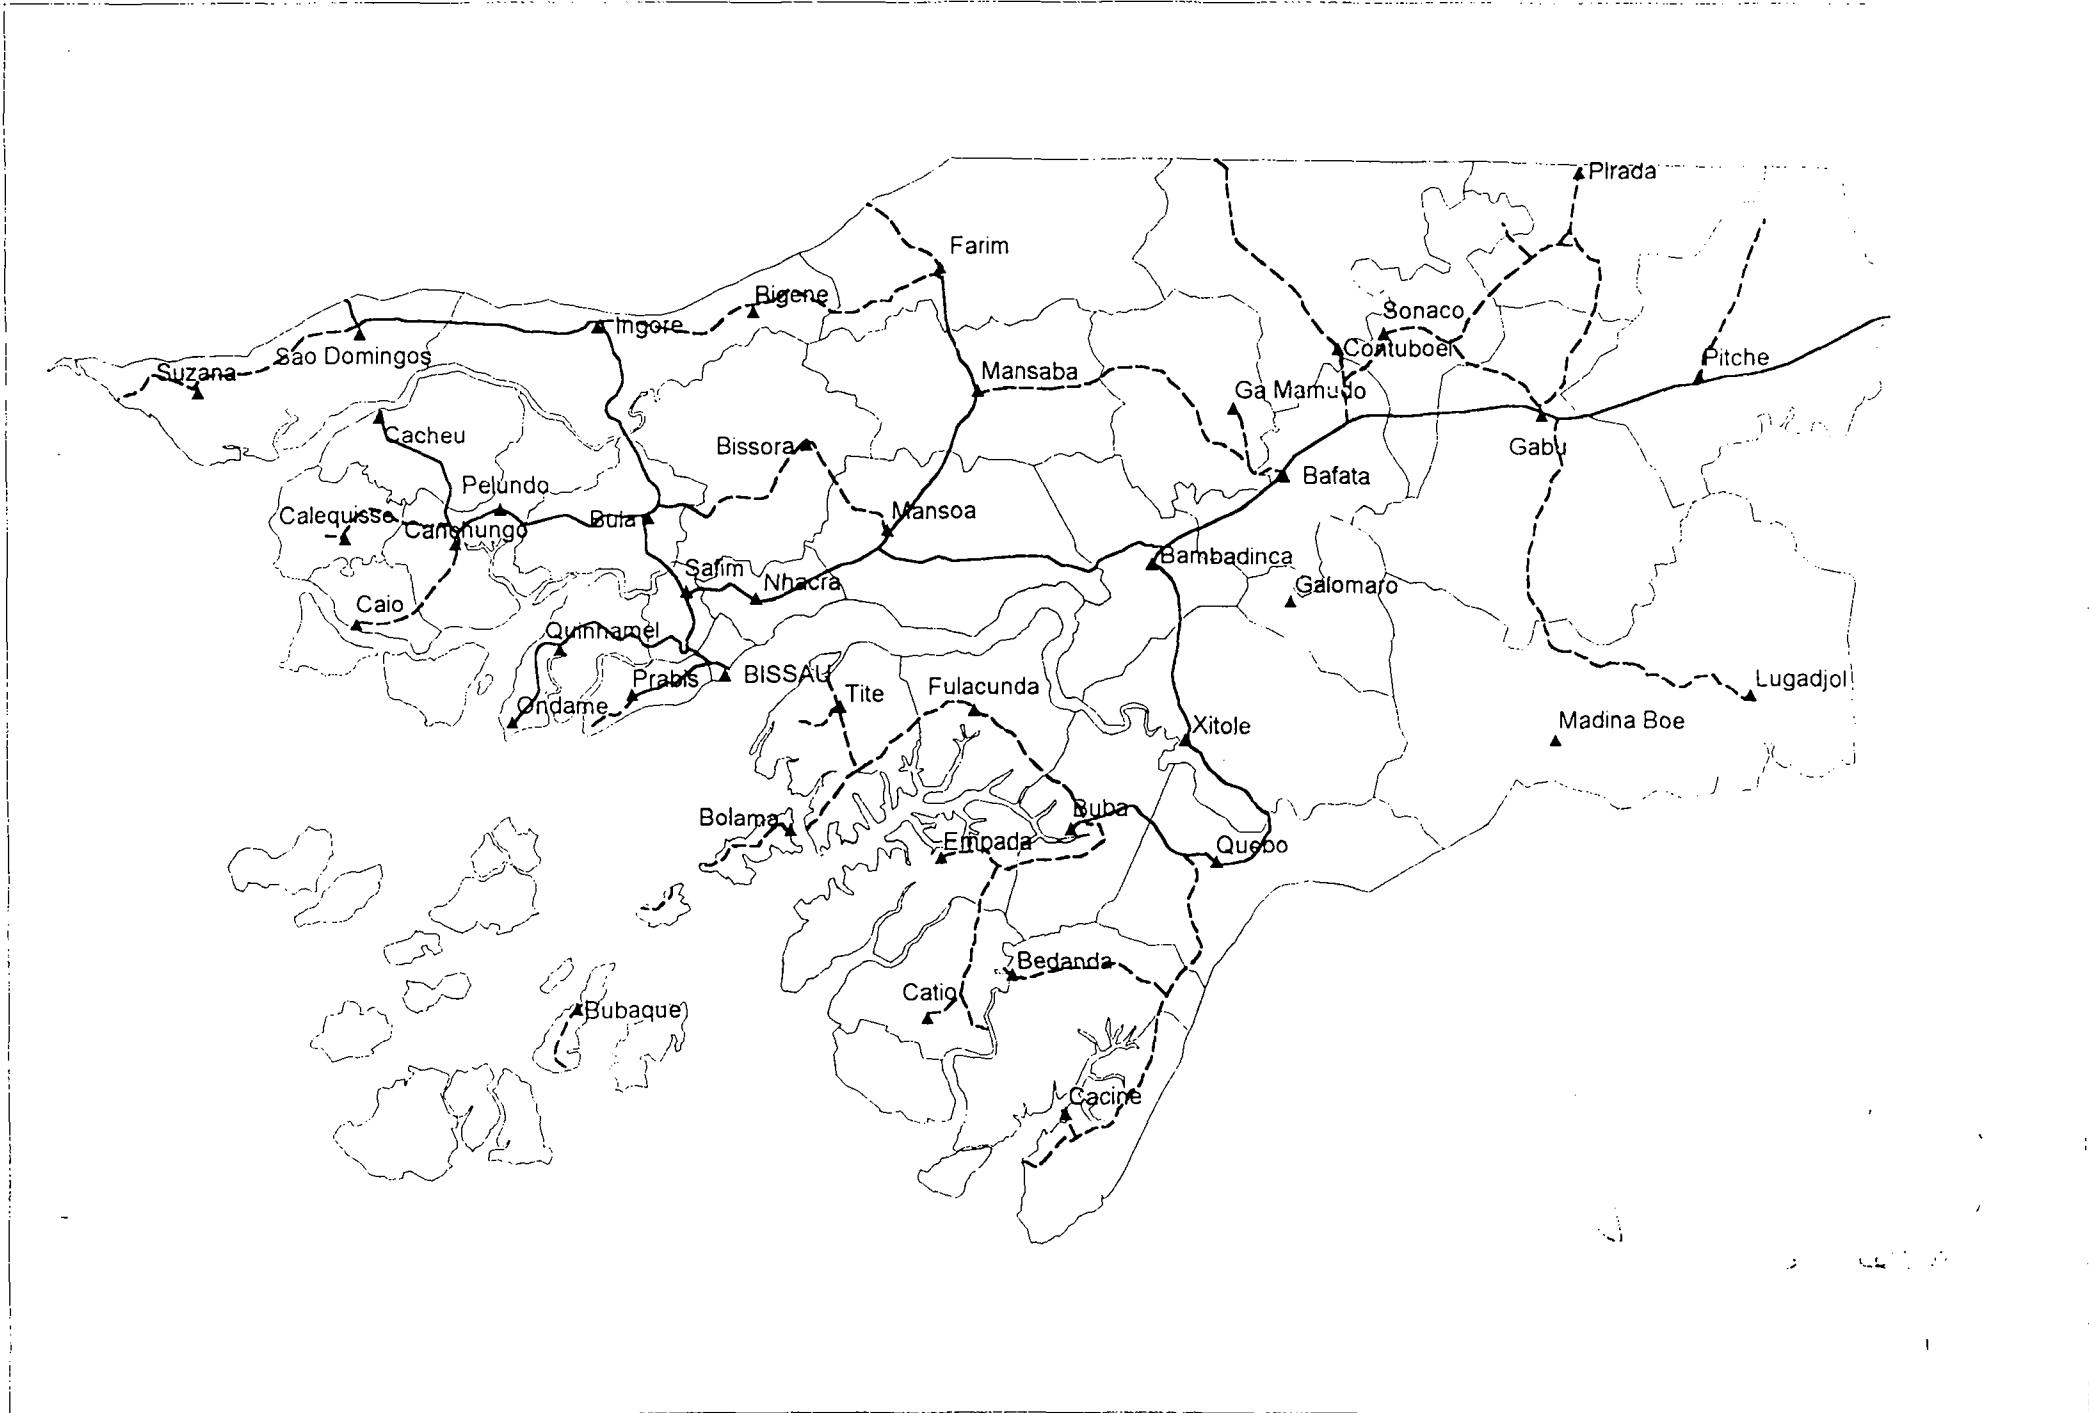 Pirada
Farim
Bigene
Sonaco
Ingore
Contuboel
Sao Domingos
Pitche
Suzana
Mansaba
Ga Mamudo
Cacheu
Bissora
Gabu
Bafata
Pelundo
Calequisse
Bula
Mansoa
Canchungo
Bambadinca
Safim
Nhacra
Galomaro
Caio
Quinhamel
BISSAU
Prabis
Tite
Fulacunda
Lugadjol
Ondame
Xitole
Madina Boe
Bolama
Buba
Empada
Quebo
Bedanda
Catio
Bubaque
Cacine